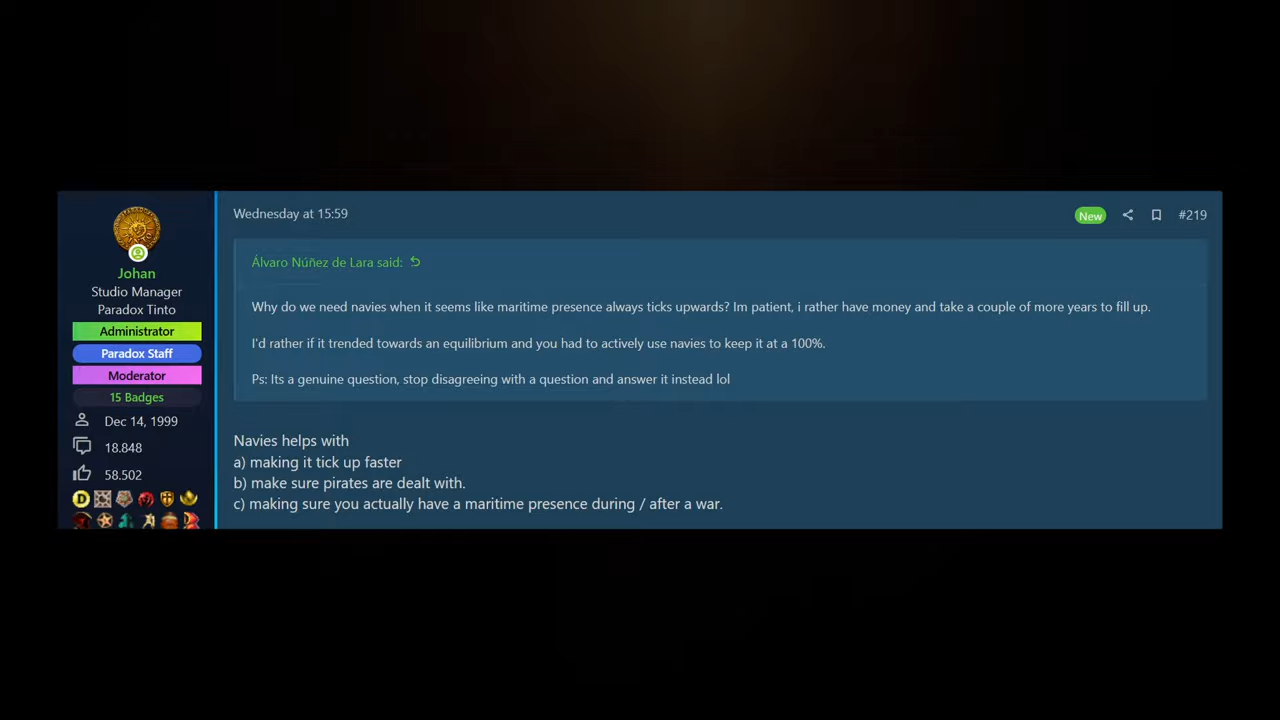 Wednesday at 15:59
New
#219
Johan
Studio Manager
Paradox Tinto
Administrator
Paradox Staff
Moderator
15 Badges
Dec 14, 1999
18.848
58.502
Álvaro Núñez de Lara said:
Why do we need navies when it seems like maritime presence always ticks upwards? Im patient, i rather have money and take a couple of more years to fill up.
I'd rather if it trended towards an equilibrium and you had to actively use navies to keep it at a 100%.
Ps: Its a genuine question, stop disagreeing with a question and answer it instead lol
Navies helps with
a) making it tick up faster
b) make sure pirates are dealt with.
c) making sure you actually have a maritime presence during / after a war.